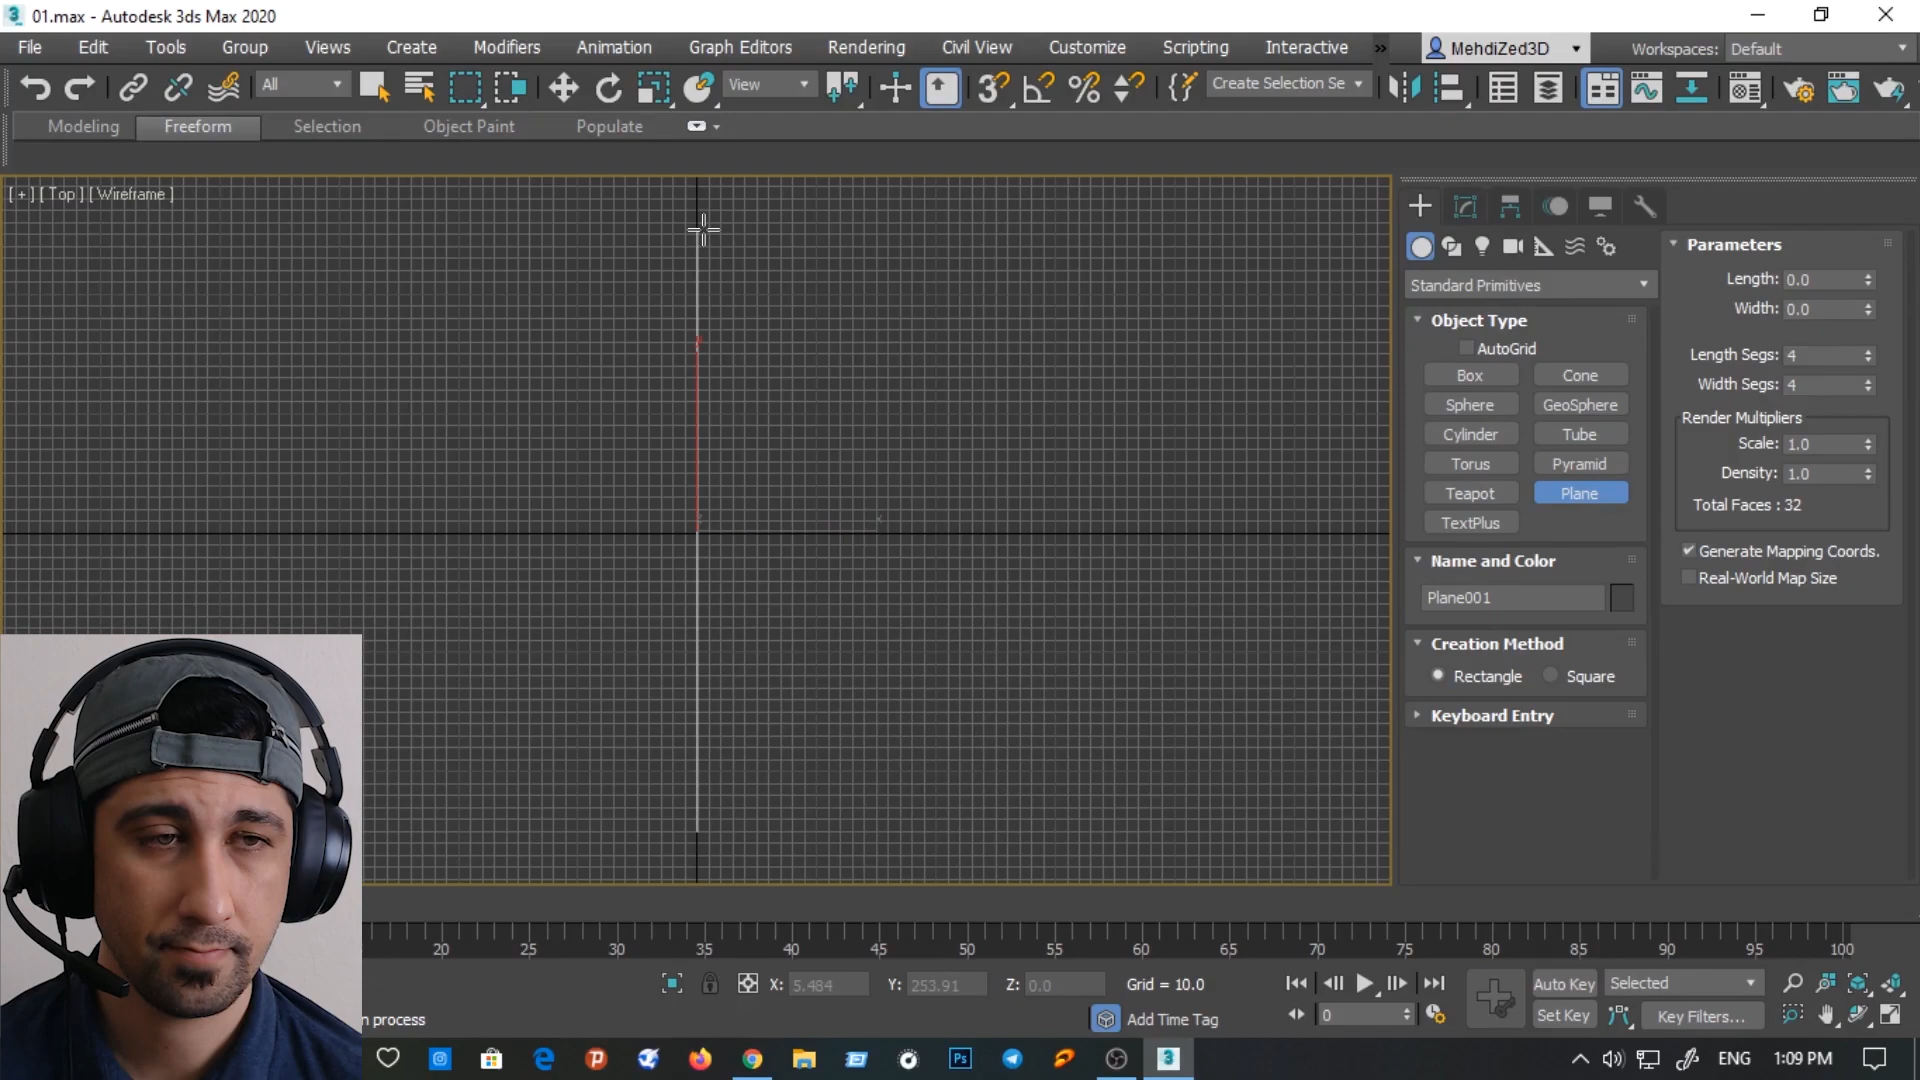 01.max - Autodesk 3ds Max 2020
File Edit Tools Group Views Create Modifiers Animation Graph Editors Rendering Civil View Customize Scripting Interactive » MehdiZed3D Workspaces: Default
All View Create Selection Se
Modeling Freeform Selection Object Paint Populate
[ + ] [ Top ] [ Wireframe ]
Standard Primitives
Object Type
AutoGrid
Box Cone
Sphere GeoSphere
Cylinder Tube
Torus Pyramid
Teapot Plane
TextPlus
Name and Color
Plane001
Creation Method
Rectangle Square
Keyboard Entry
Parameters
Length: 0.0
Width: 0.0
Length Segs: 4
Width Segs: 4
Render Multipliers
Scale: 1.0
Density: 1.0
Total Faces : 32
Generate Mapping Coords.
Real-World Map Size
20 25 30 35 40 45 50 55 60 65 70 75 80 85 90 95 100
X: 5.484 Y: 253.91 Z: 0.0 Grid = 10.0 Auto Key Selected
n process Add Time Tag 0 Set Key Key Filters...
Ps 3 ENG 1:09 PM